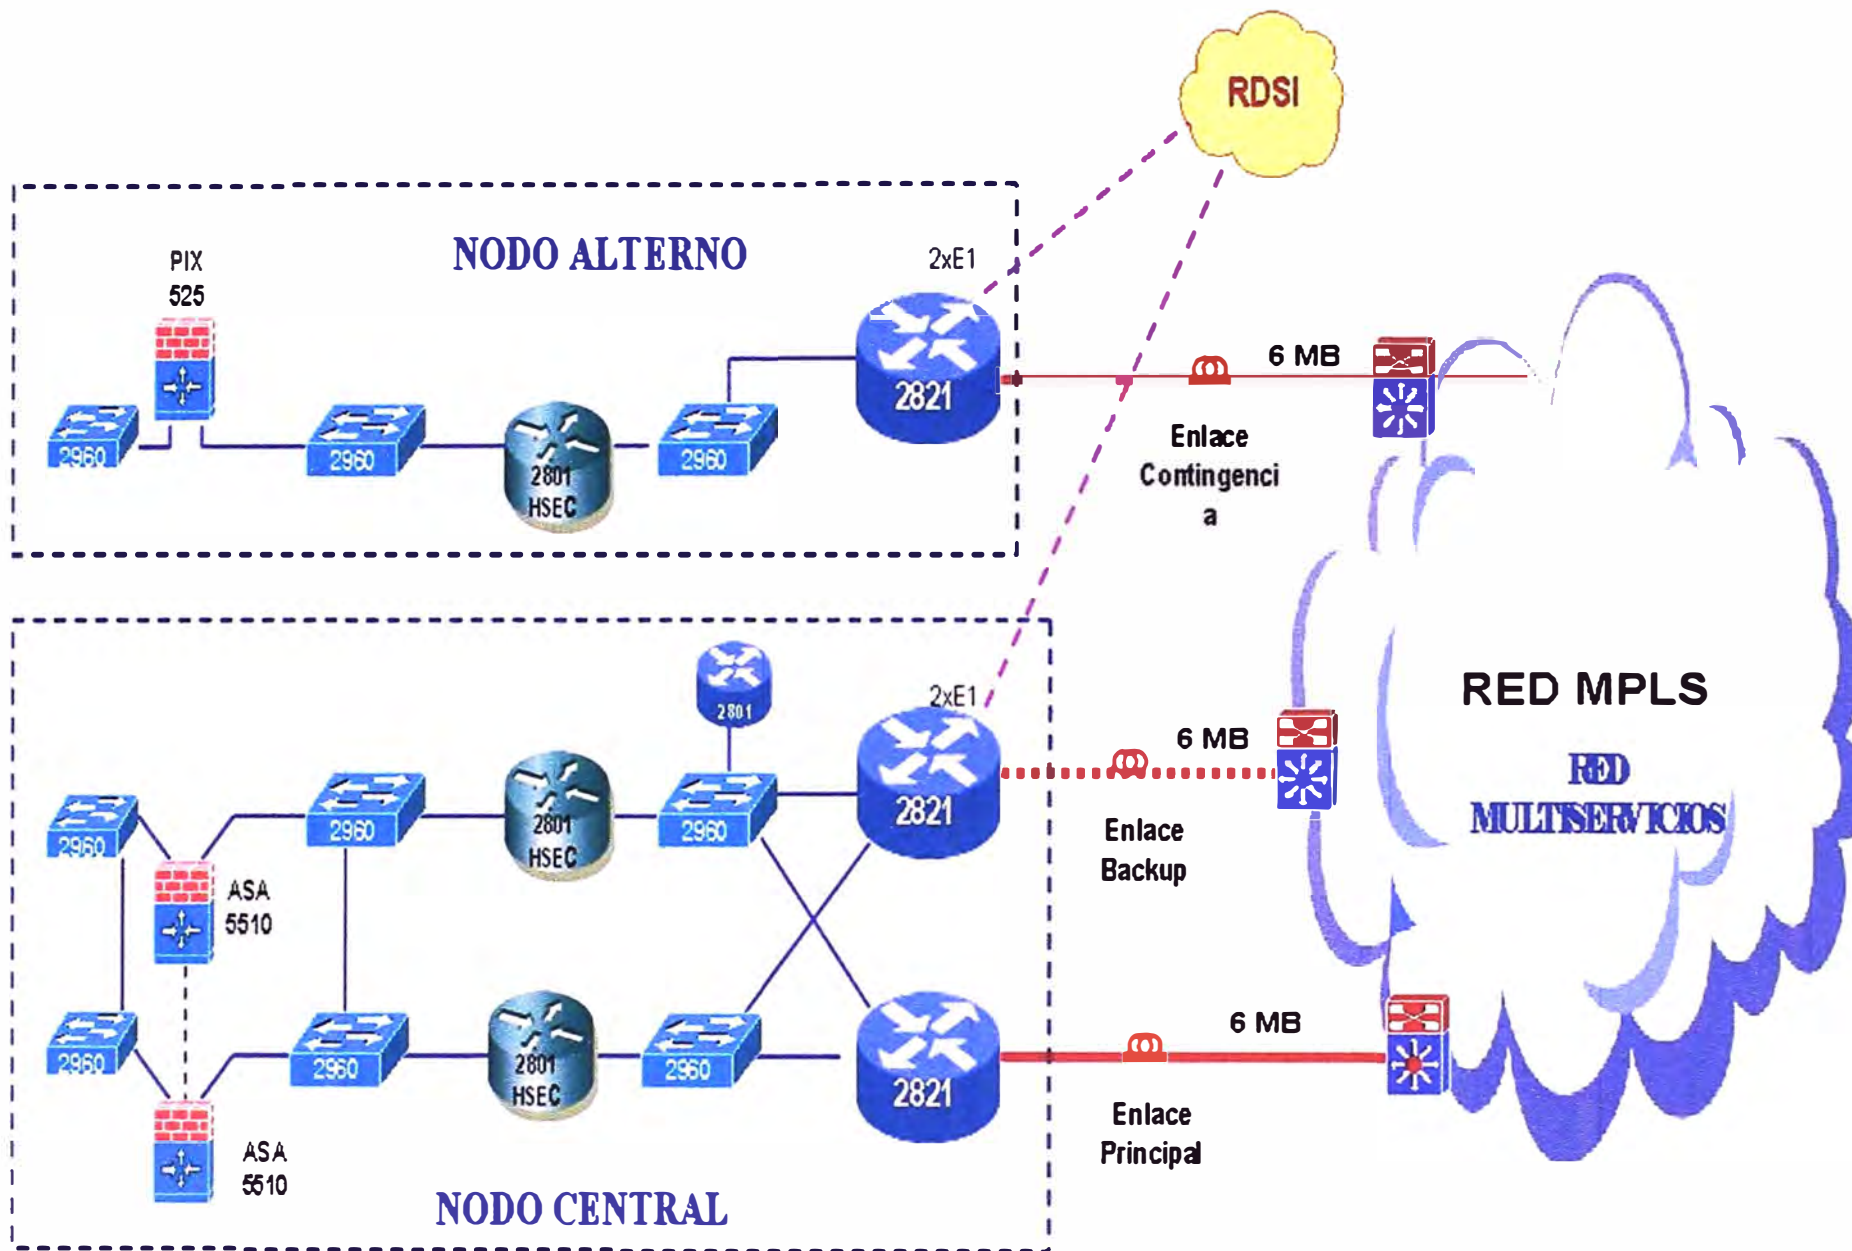 RDSI
NODO ALTERNO
PIX
525
2xE1
2821
6 MB
2960
2960
2801
HSEC
2960
Enlace
Contingenci
a
2801
2xE1
6 MB
RED MPLS
RED
MULTISERVICIOS
2960
2960
2801
HSEC
2960
2821
Enlace
Backup
ASA
5510
6 MB
2960
2960
2801
HSEC
2960
2821
Enlace
Principal
ASA
5510
NODO CENTRAL